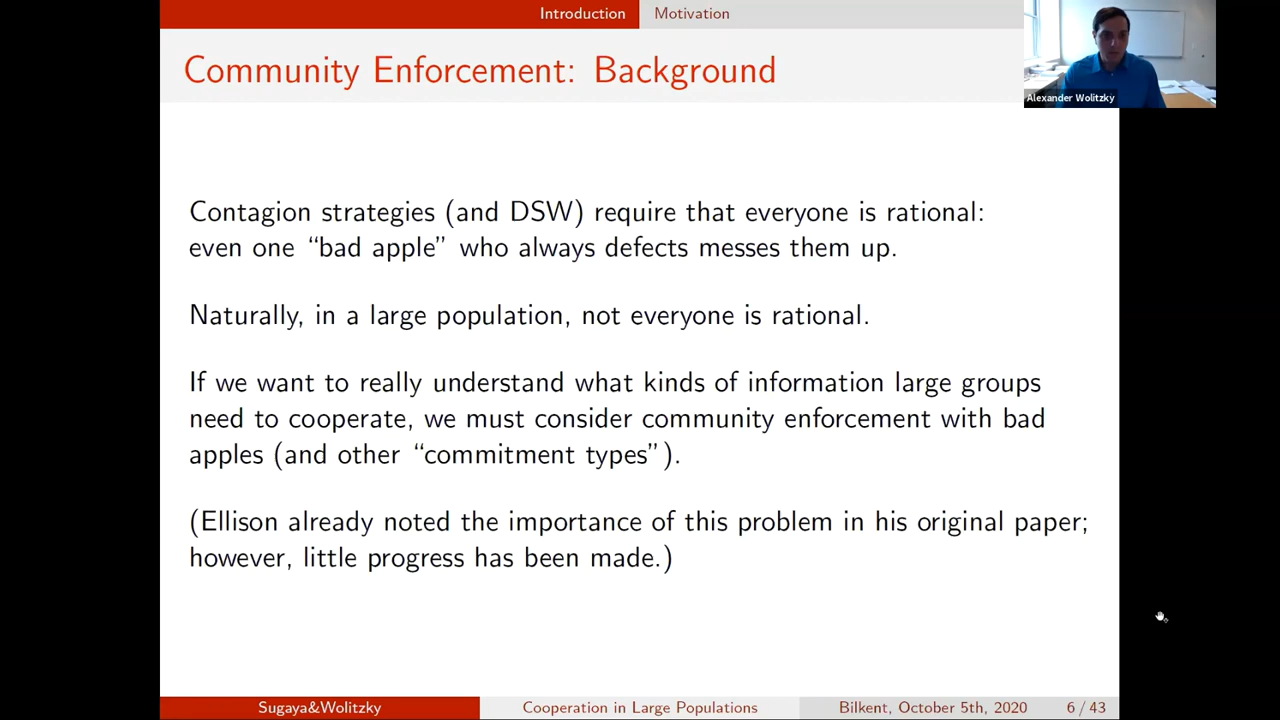 Introduction Motivation
Community Enforcement: Background
Alexander Wolitzky
Contagion strategies (and DSW) require that everyone is rational:
even one “bad apple” who always defects messes them up.
Naturally, in a large population, not everyone is rational.
If we want to really understand what kinds of information large groups
need to cooperate, we must consider community enforcement with bad
apples (and other “commitment types”).
(Ellison already noted the importance of this problem in his original paper;
however, little progress has been made.)
Sugaya&Wolitzky Cooperation in Large Populations Bilkent, October 5th, 2020 6 / 43